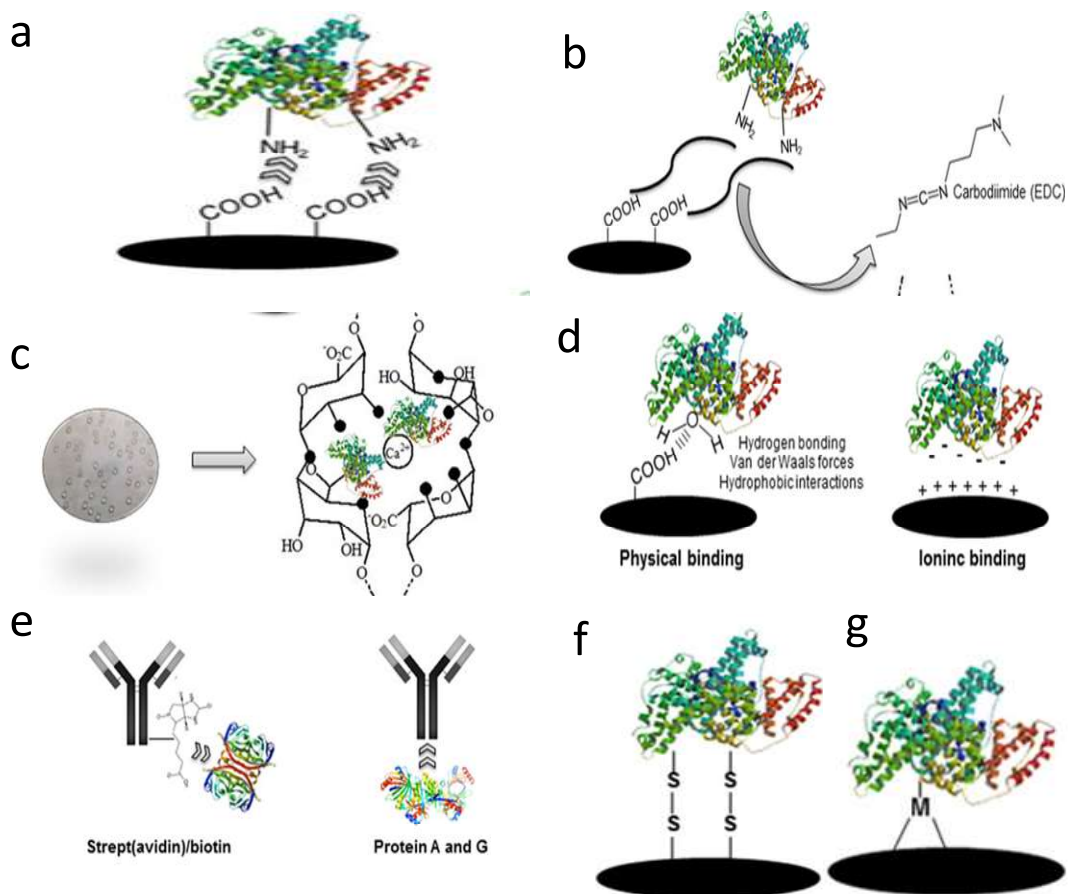 a
NH2
NH2
COOH
COOH
b
NH2
NH2
COOH
COOH
N
N=C=N
Carbodiimide (EDC)
c
O
O
-O2C
HO
OH
O
O
Ca2+
O
O
O
-O2C
HO
OH
O
O
d
H
O
H
COOH
Hydrogen bonding
Van der Waals forces
Hydrophobic interactions
Physical binding
- - - - -
+ + + + + + +
Ioninc binding
e
Strept(avidin)/biotin
Protein A and G
f
S
S
S
S
g
M